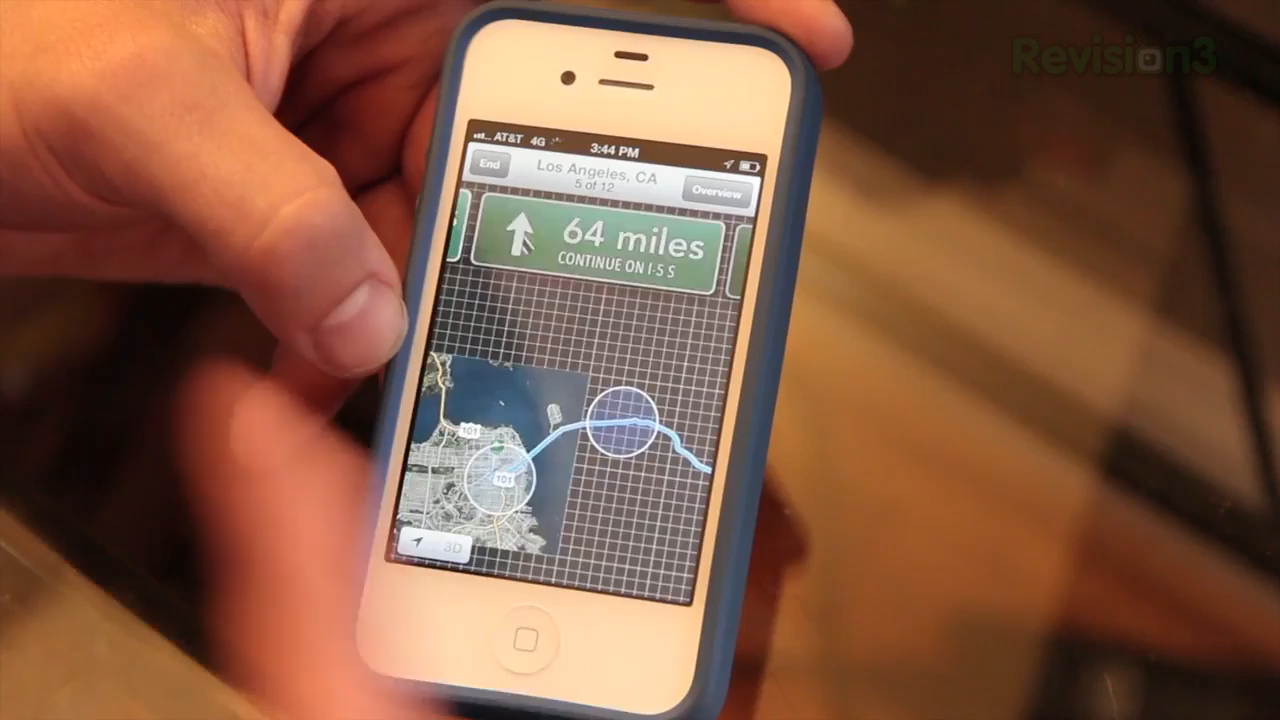 Revision3
AT&T 4G 3:44 PM
End
Los Angeles, CA
5 of 12
Overview
64 miles
CONTINUE ON I-5 S
101
101
3D